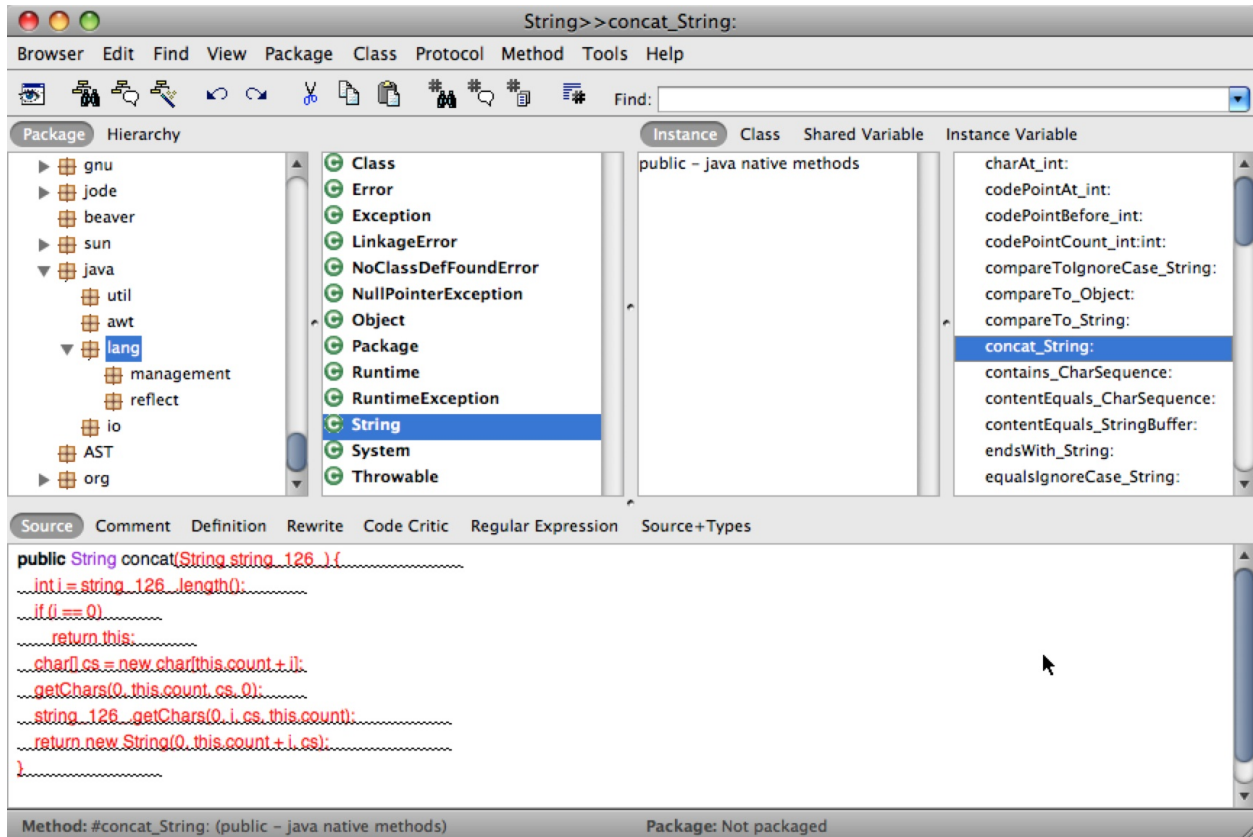 String>>concat_String:
Browser Edit Find View Package Class Protocol Method Tools Help
Find:
Package Hierarchy
Instance Class Shared Variable Instance Variable
gnu
jode
beaver
sun
java
util
awt
lang
management
reflect
io
AST
org
Class
Error
Exception
LinkageError
NoClassDefFoundError
NullPointerException
Object
Package
Runtime
RuntimeException
String
System
Throwable
public – java native methods
charAt_int:
codePointAt_int:
codePointBefore_int:
codePointCount_int:int:
compareToIgnoreCase_String:
compareTo_Object:
compareTo_String:
concat_String:
contains_CharSequence:
contentEquals_CharSequence:
contentEquals_StringBuffer:
endsWith_String:
equalsIgnoreCase_String:
Source Comment Definition Rewrite Code Critic Regular Expression Source+Types
public String concat(String string_126_) {
int i = string_126_.length();
if (i == 0)
return this;
char[] cs = new char[this.count + i];
getChars(0, this.count, cs, 0);
string_126_.getChars(0, i, cs, this.count);
return new String(0, this.count + i, cs);
}
Method: #concat_String: (public – java native methods)
Package: Not packaged